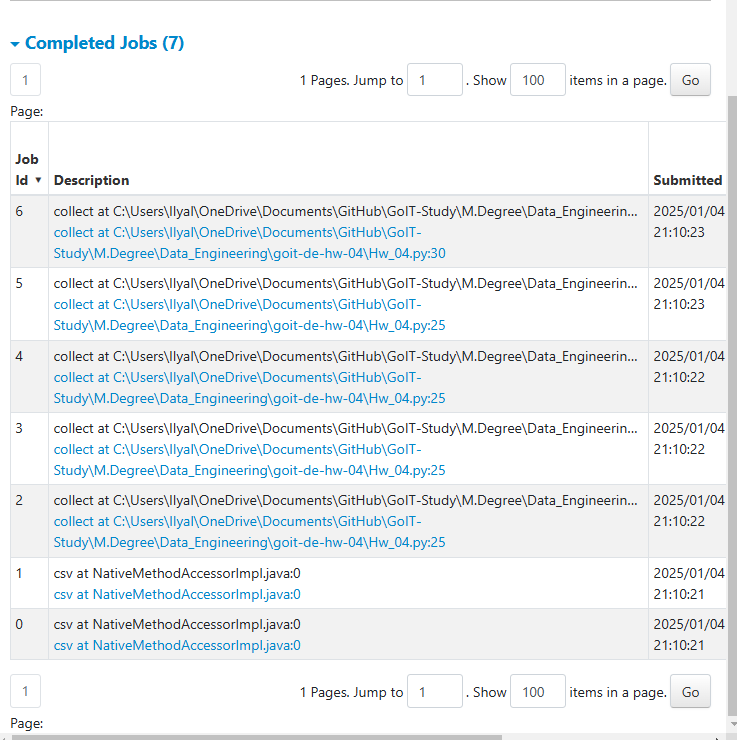 Completed Jobs (7)
1
1 Pages. Jump to 1 . Show 100 items in a page. Go
Page:
Job
Id ▾ Description Submitted
6 collect at C:\Users\Ilyal\OneDrive\Documents\GitHub\GoIT-Study\M.Degree\Data_Engineerin... 2025/01/04
collect at C:\Users\Ilyal\OneDrive\Documents\GitHub\GoIT- 21:10:23
Study\M.Degree\Data_Engineering\goit-de-hw-04\Hw_04.py:30
5 collect at C:\Users\Ilyal\OneDrive\Documents\GitHub\GoIT-Study\M.Degree\Data_Engineerin... 2025/01/04
collect at C:\Users\Ilyal\OneDrive\Documents\GitHub\GoIT- 21:10:23
Study\M.Degree\Data_Engineering\goit-de-hw-04\Hw_04.py:25
4 collect at C:\Users\Ilyal\OneDrive\Documents\GitHub\GoIT-Study\M.Degree\Data_Engineerin... 2025/01/04
collect at C:\Users\Ilyal\OneDrive\Documents\GitHub\GoIT- 21:10:22
Study\M.Degree\Data_Engineering\goit-de-hw-04\Hw_04.py:25
3 collect at C:\Users\Ilyal\OneDrive\Documents\GitHub\GoIT-Study\M.Degree\Data_Engineerin... 2025/01/04
collect at C:\Users\Ilyal\OneDrive\Documents\GitHub\GoIT- 21:10:22
Study\M.Degree\Data_Engineering\goit-de-hw-04\Hw_04.py:25
2 collect at C:\Users\Ilyal\OneDrive\Documents\GitHub\GoIT-Study\M.Degree\Data_Engineerin... 2025/01/04
collect at C:\Users\Ilyal\OneDrive\Documents\GitHub\GoIT- 21:10:22
Study\M.Degree\Data_Engineering\goit-de-hw-04\Hw_04.py:25
1 csv at NativeMethodAccessorImpl.java:0 2025/01/04
csv at NativeMethodAccessorImpl.java:0 21:10:21
0 csv at NativeMethodAccessorImpl.java:0 2025/01/04
csv at NativeMethodAccessorImpl.java:0 21:10:21
1
1 Pages. Jump to 1 . Show 100 items in a page. Go
Page: